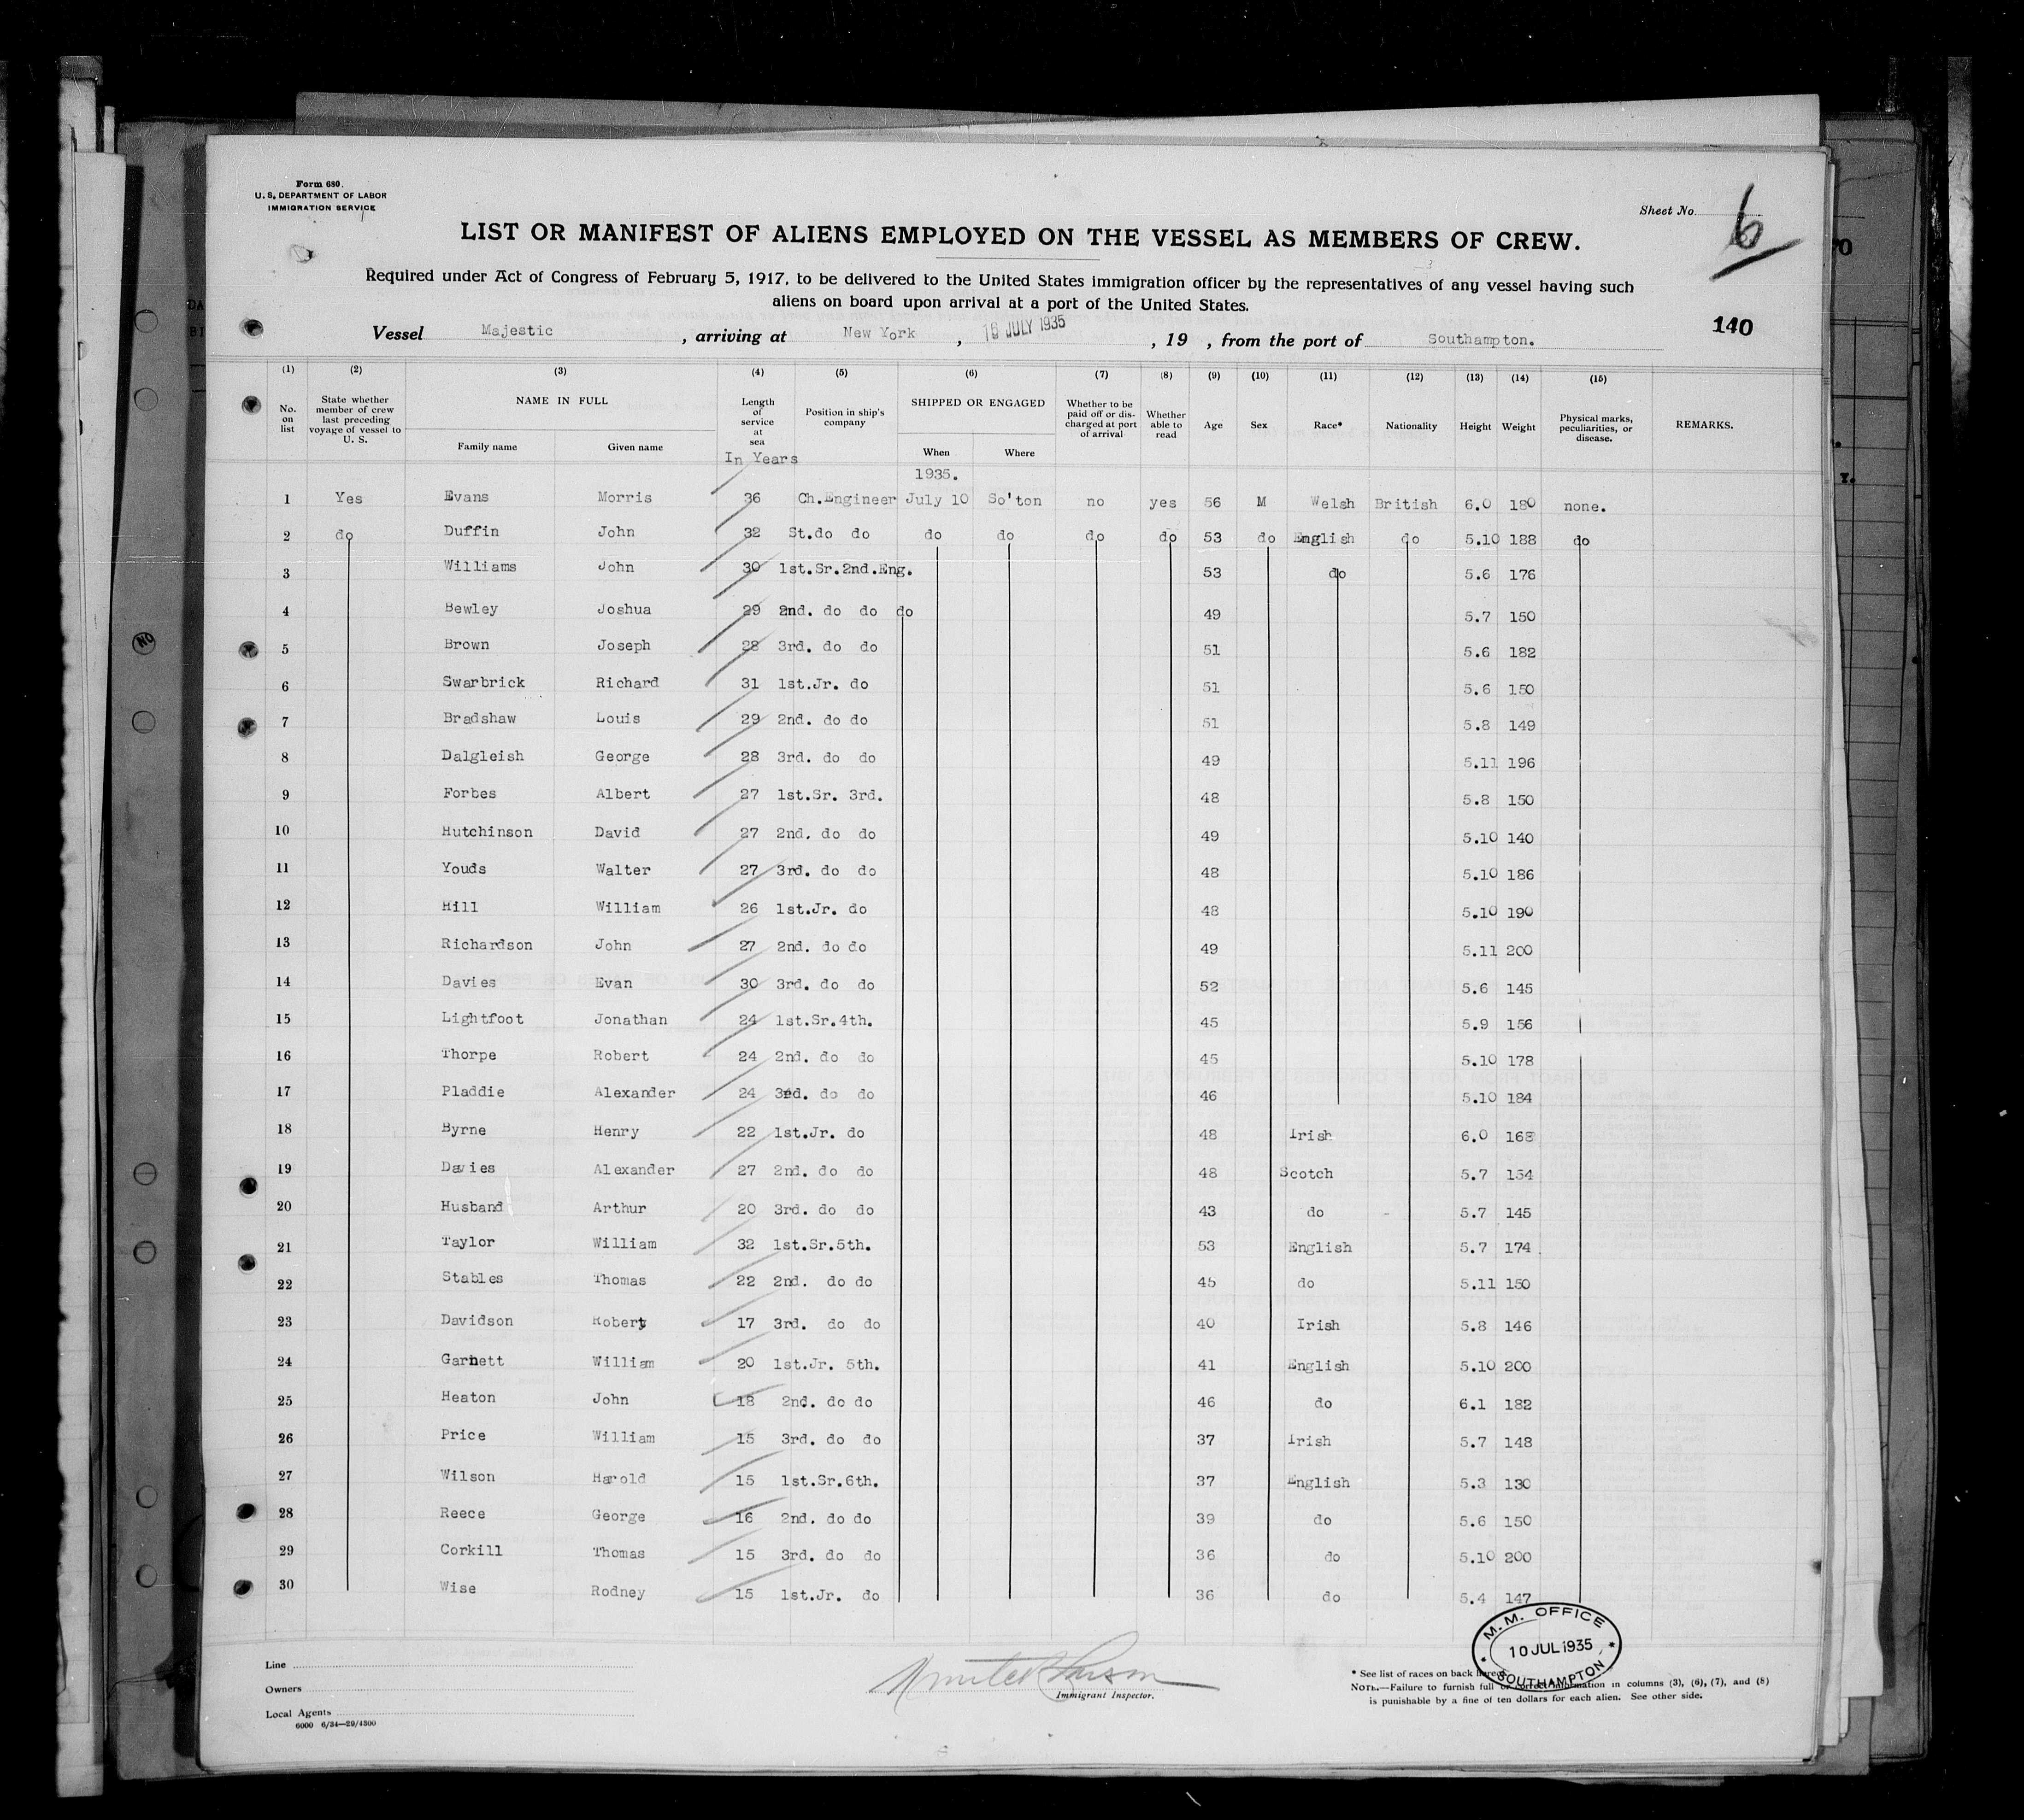 Form 680.
U. S. DEPARTMENT OF LABOR
IMMIGRATION SERVICE
Sheet No. 6
LIST OR MANIFEST OF ALIENS EMPLOYED ON THE VESSEL AS MEMBERS OF CREW.
Required under Act of Congress of February 5, 1917, to be delivered to the United States immigration officer by the representatives of any vessel having such
aliens on board upon arrival at a port of the United States.
140
Vessel Majestic , arriving at New York , 16 JULY 1935 , 19 , from the port of Southampton.
(1) (2) (3) (4) (5) (6) (7) (8) (9) (10) (11) (12) (13) (14) (15)
No. on list State whether member of crew last preceding voyage of vessel to U. S. NAME IN FULL Family name Given name Length of service at sea In Years Position in ship's company SHIPPED OR ENGAGED When Where Whether to be paid off or discharged at port of arrival Whether able to read Age Sex Race* Nationality Height Weight Physical marks, peculiarities, or disease. REMARKS.
1935.
1 Yes Evans Morris 36 Ch.Engineer July 10 So'ton no yes 56 M Welsh British 6.0 180 none.
2 do Duffin John 32 St.do do do do do do 53 do English do 5.10 188 do
3 Williams John 30 1st.Sr.2nd.Eng. 53 do 5.6 176
4 Bewley Joshua 29 2nd. do do do 49 5.7 150
5 Brown Joseph 28 3rd. do do 51 5.6 182
6 Swarbrick Richard 31 1st.Jr. do 51 5.6 150
7 Bradshaw Louis 29 2nd. do do 51 5.8 149
8 Dalgleish George 28 3rd. do do 49 5.11 196
9 Forbes Albert 27 1st.Sr. 3rd. 48 5.8 150
10 Hutchinson David 27 2nd. do do 49 5.10 140
11 Youds Walter 27 3rd. do do 48 5.10 186
12 Hill William 26 1st.Jr. do 48 5.10 190
13 Richardson John 27 2nd. do do 49 5.11 200
14 Davies Evan 30 3rd. do do 52 5.6 145
15 Lightfoot Jonathan 24 1st.Sr.4th. 45 5.9 156
16 Thorpe Robert 24 2nd. do do 45 5.10 178
17 Pladdie Alexander 24 3rd. do do 46 5.10 184
18 Byrne Henry 22 1st.Jr. do 48 Irish 6.0 168
19 Davies Alexander 27 2nd. do do 48 Scotch 5.7 154
20 Husband Arthur 20 3rd. do do 43 do 5.7 145
21 Taylor William 32 1st.Sr.5th. 53 English 5.7 174
22 Stables Thomas 22 2nd. do do 45 do 5.11 150
23 Davidson Robert 17 3rd. do do 40 Irish 5.8 146
24 Garnett William 20 1st.Jr. 5th. 41 English 5.10 200
25 Heaton John 18 2nd. do do 46 do 6.1 182
26 Price William 15 3rd. do do 37 Irish 5.7 148
27 Wilson Harold 15 1st.Sr.6th. 37 English 5.3 130
28 Reece George 16 2nd. do do 39 do 5.6 150
29 Corkill Thomas 15 3rd. do do 36 do 5.10 200
30 Wise Rodney 15 1st.Jr. do 36 do 5.4 147
M. M. OFFICE
10 JUL 1935
SOUTHAMPTON
Line
Owners
Local Agents
6000 6/34—29/4300
Immigrant Inspector.
* See list of races on back hereof.
NOTE.—Failure to furnish full or correct information in columns (3), (6), (7), and (8)
is punishable by a fine of ten dollars for each alien. See other side.
NO